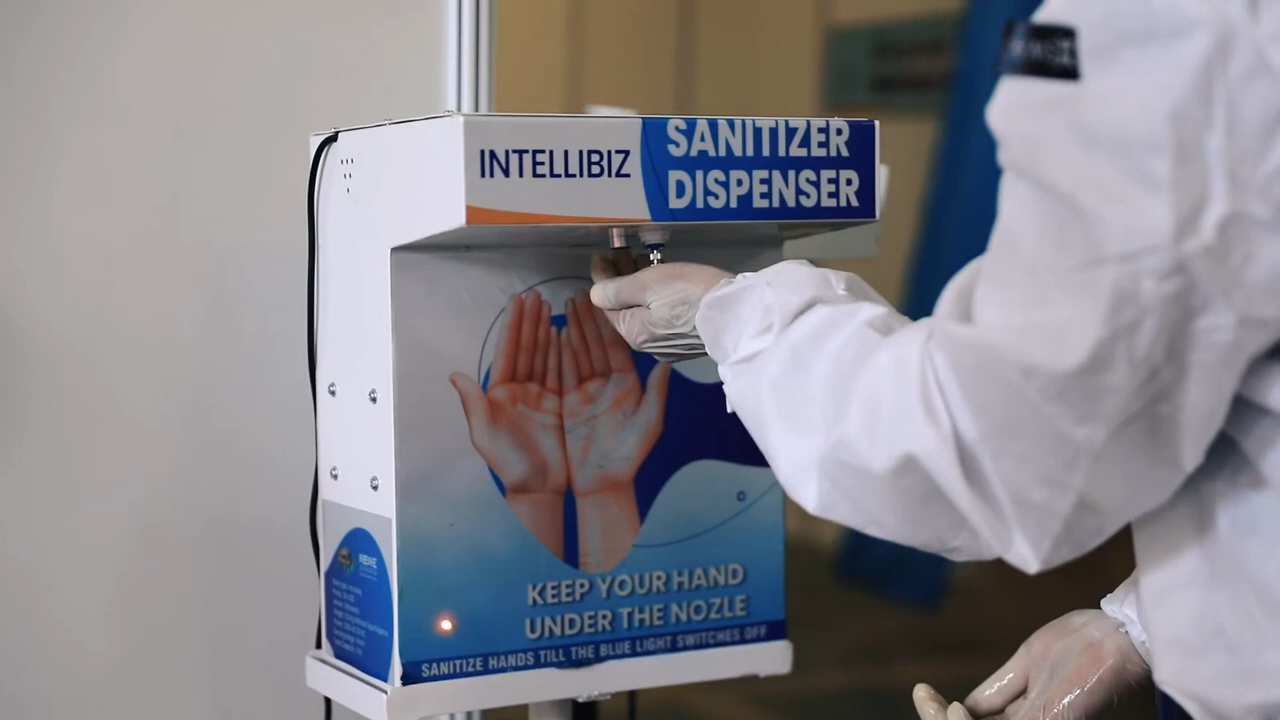 INTELLIBIZ
SANITIZER
DISPENSER
KEEP YOUR HAND
UNDER THE NOZLE
SANITIZE HANDS TILL THE BLUE LIGHT SWITCHES OFF